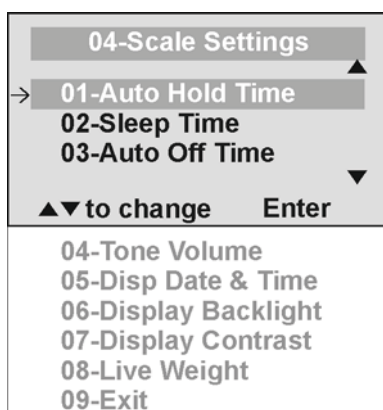 04-Scale Settings
▲
→ 01-Auto Hold Time
02-Sleep Time
03-Auto Off Time
▼
▲▼ to change Enter
04-Tone Volume
05-Disp Date & Time
06-Display Backlight
07-Display Contrast
08-Live Weight
09-Exit